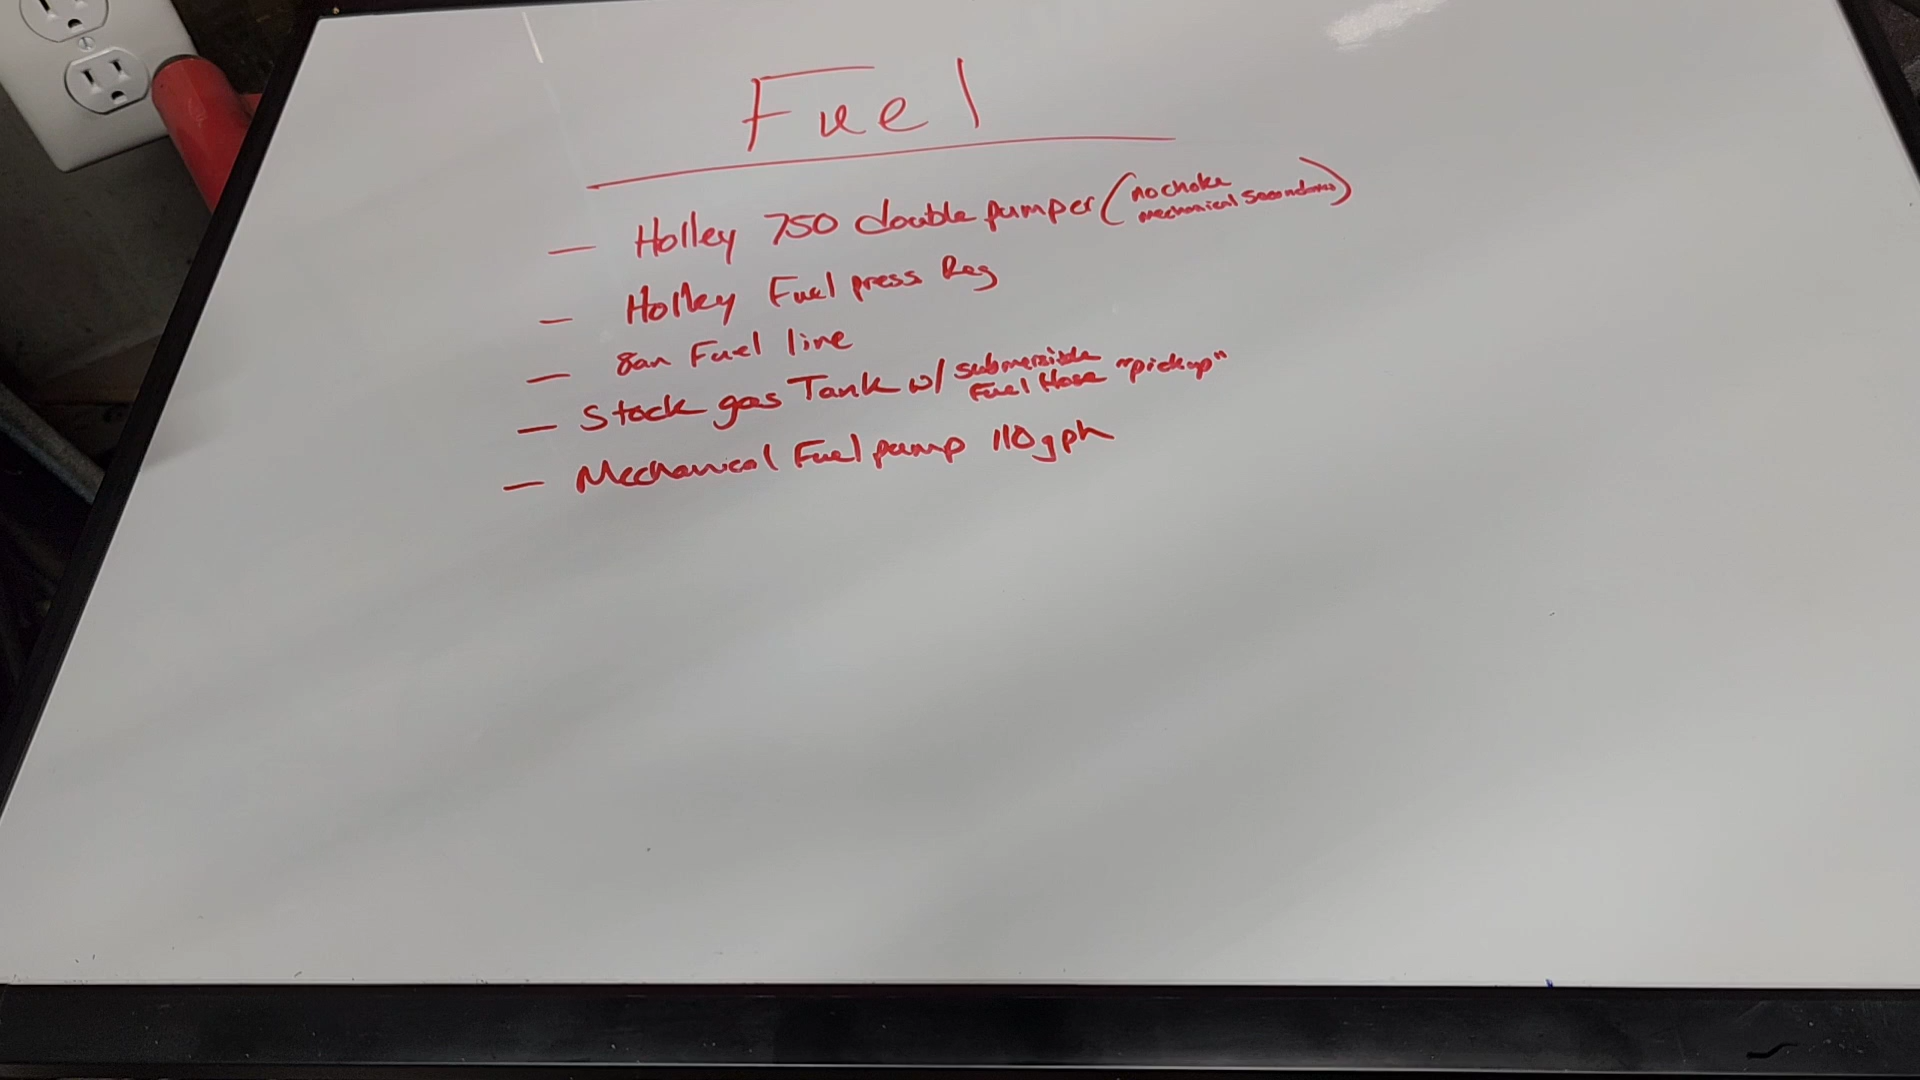 Fuel
— Holley 750 double pumper (no choke mechanical Secondaries)
— Holley Fuel press Reg
— 8an Fuel line
— Stock gas Tank w/ submersible Fuel Hose "pickup"
— Mechanical Fuel pump 110gph